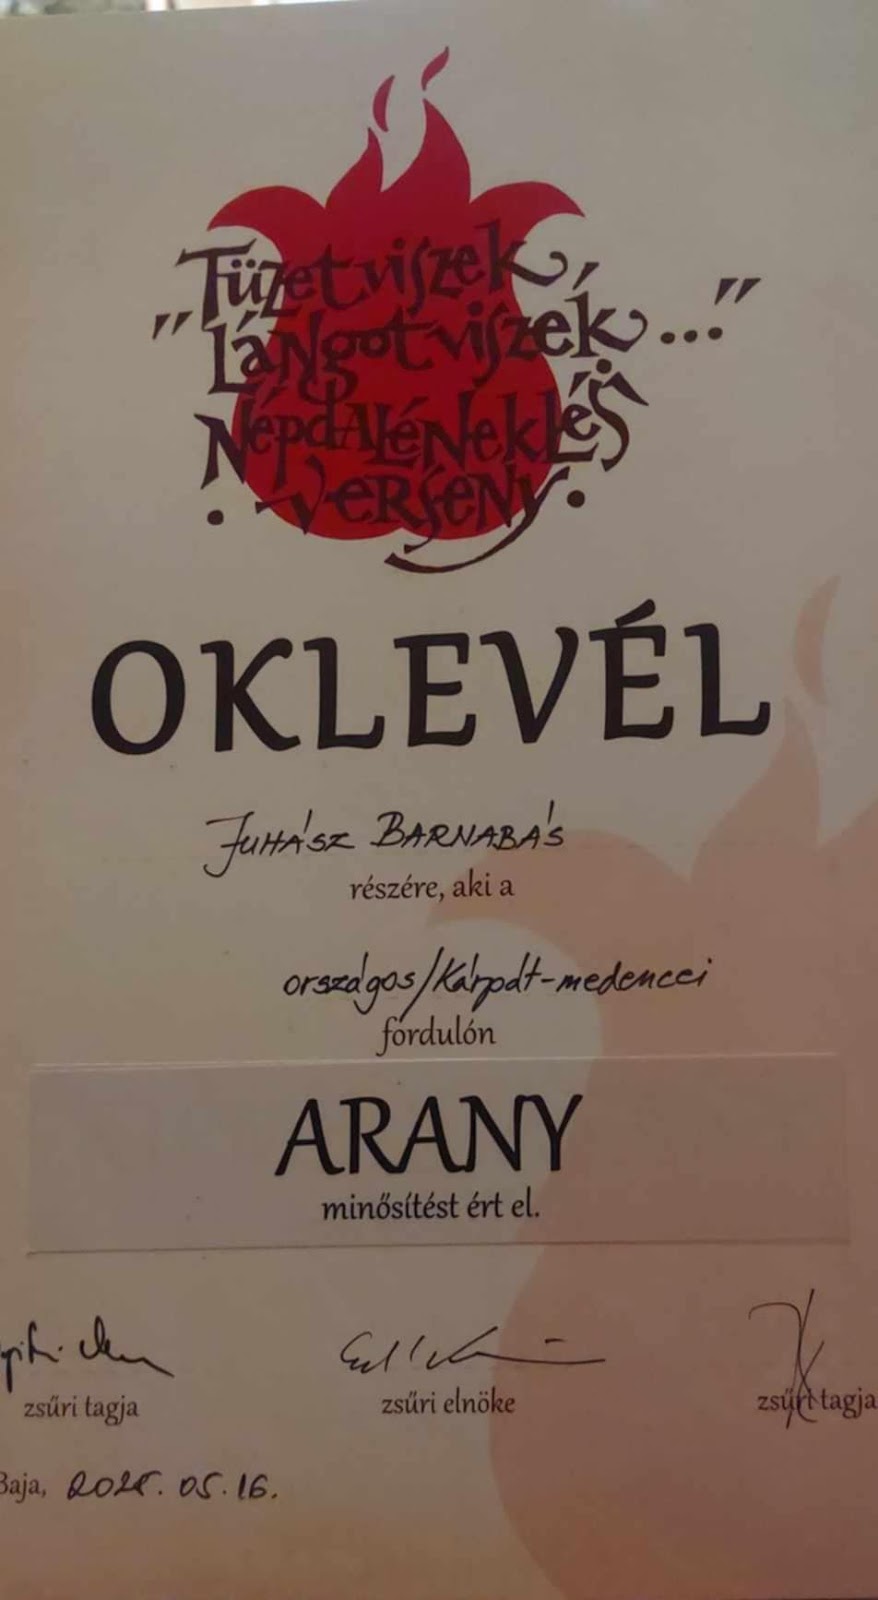 Tüzet viszek
"Lángot viszek..."
Népdaléneklési
verseny
OKLEVÉL
Juhász Barnabás
részére, aki a
országos/Kárpát-medencei
fordulón
ARANY
minősítést ért el.
zsűri tagja
zsűri elnöke
zsűri tagja
Baja, 2025. 05. 16.